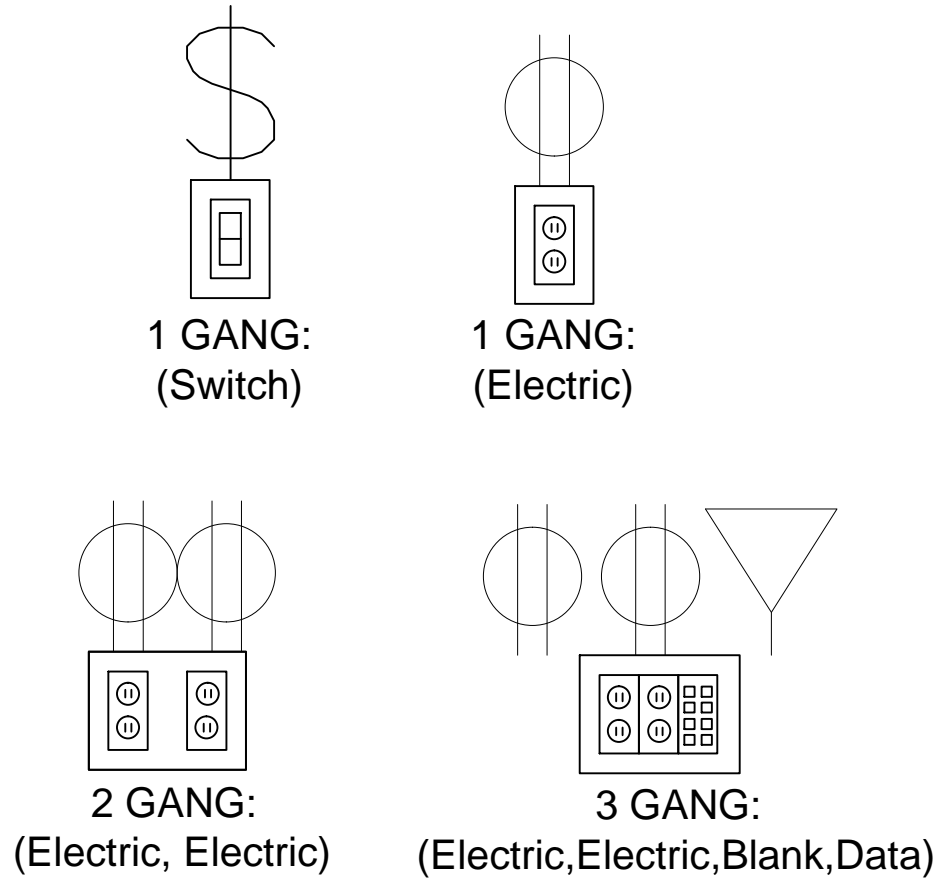 $
1 GANG:
(Switch)
1 GANG:
(Electric)
2 GANG:
(Electric, Electric)
3 GANG:
(Electric,Electric,Blank,Data)